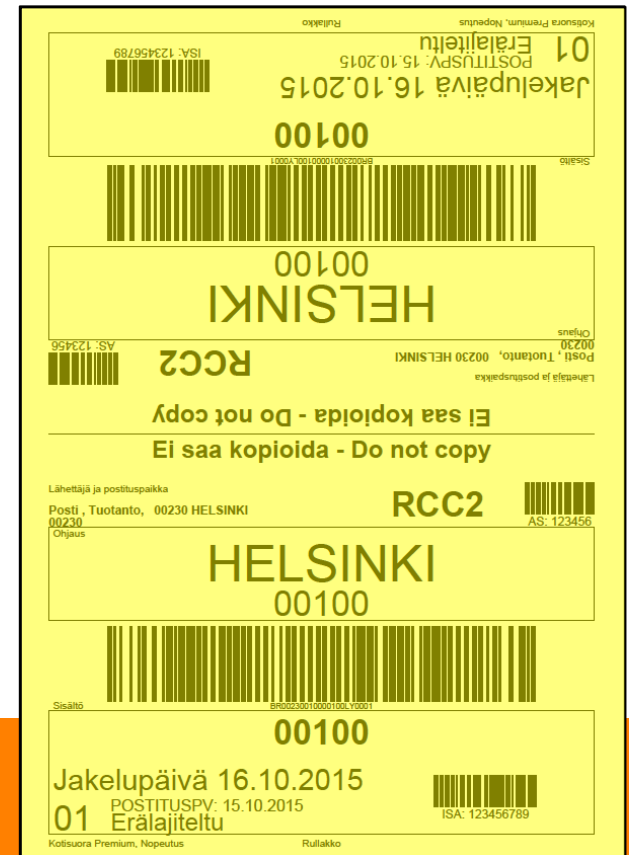 Kotisuora Premium, Nopeutus Rullakko
01 Erälajiteltu
POSTITUSPV: 15.10.2015
ISA: 123456789
Jakelupäivä 16.10.2015
00100
Sisältö BR00230010000100LY0001
00100
HELSINKI
Ohjaus
00230
Posti , Tuotanto, 00230 HELSINKI
RCC2
AS: 123456
Lähettäjä ja postituspaikka
Ei saa kopioida - Do not copy
Ei saa kopioida - Do not copy
Lähettäjä ja postituspaikka
Posti , Tuotanto, 00230 HELSINKI
RCC2
00230
AS: 123456
Ohjaus
HELSINKI
00100
Sisältö BR00230010000100LY0001
00100
Jakelupäivä 16.10.2015
POSTITUSPV: 15.10.2015
01 Erälajiteltu
ISA: 123456789
Kotisuora Premium, Nopeutus Rullakko